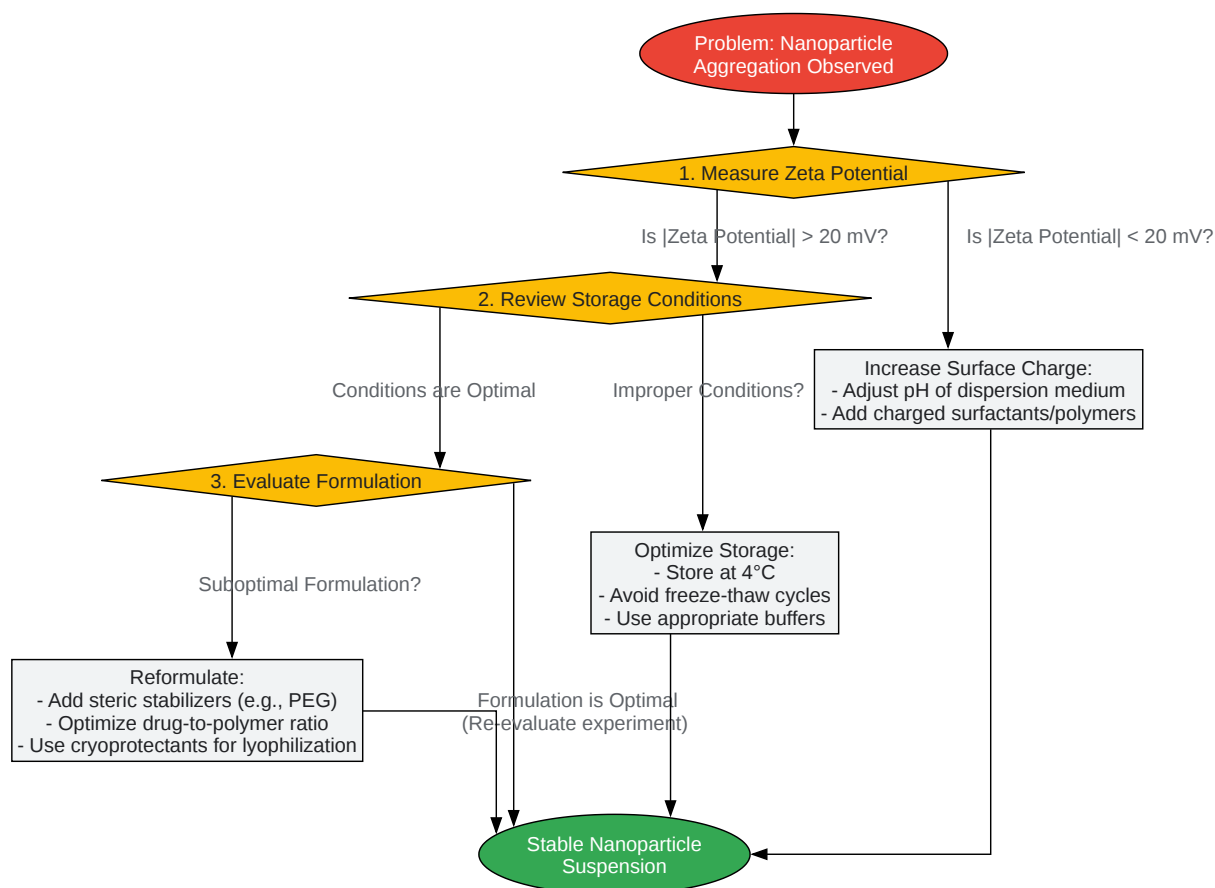 Problem: Nanoparticle
Aggregation Observed
1. Measure Zeta Potential
Is |Zeta Potential| > 20 mV?
Is |Zeta Potential| < 20 mV?
2. Review Storage Conditions
Increase Surface Charge:
- Adjust pH of dispersion medium
- Add charged surfactants/polymers
Conditions are Optimal
Improper Conditions?
3. Evaluate Formulation
Optimize Storage:
- Store at 4°C
- Avoid freeze-thaw cycles
- Use appropriate buffers
Suboptimal Formulation?
Reformulate:
- Add steric stabilizers (e.g., PEG)
- Optimize drug-to-polymer ratio
- Use cryoprotectants for lyophilization
Formulation is Optimal
(Re-evaluate experiment)
Stable Nanoparticle
Suspension